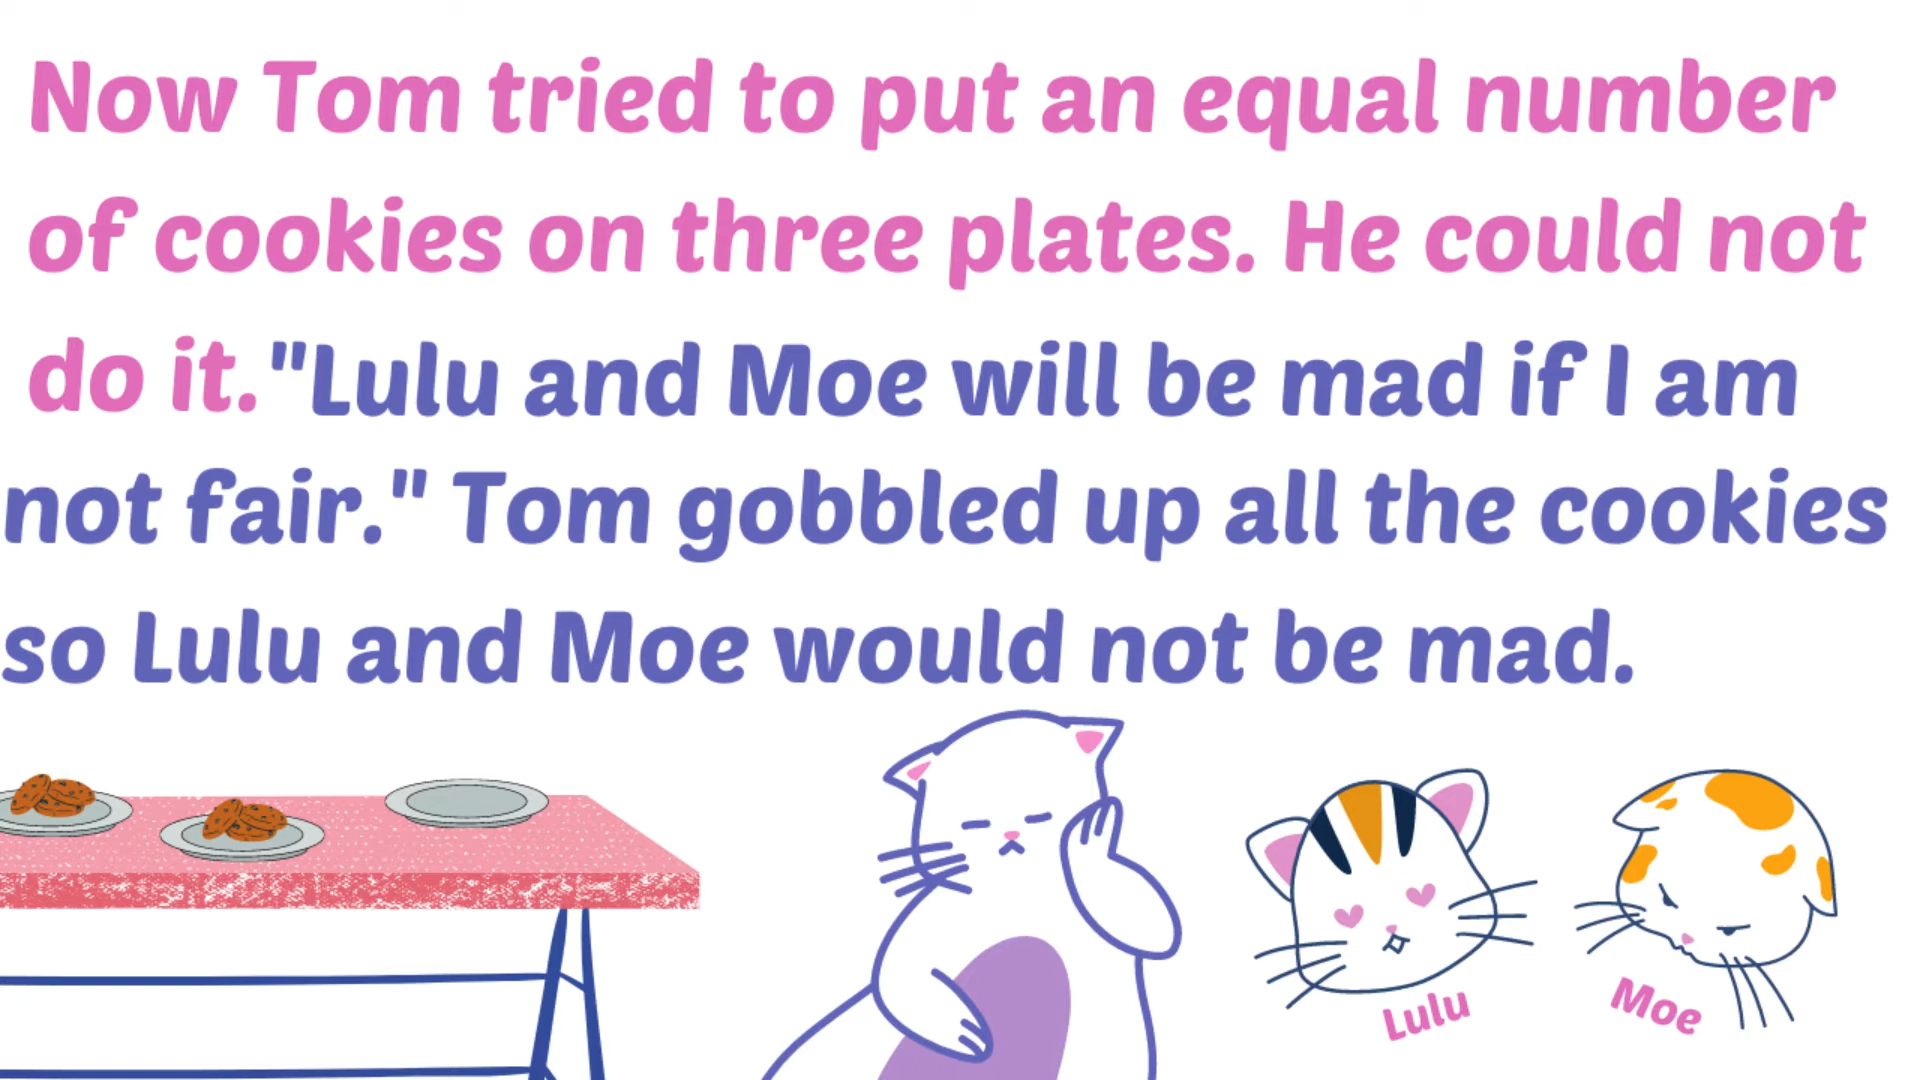 Now Tom tried to put an equal number
of cookies on three plates. He could not
do it. "Lulu and Moe will be mad if I am
not fair." Tom gobbled up all the cookies
so Lulu and Moe would not be mad.
Lulu
Moe